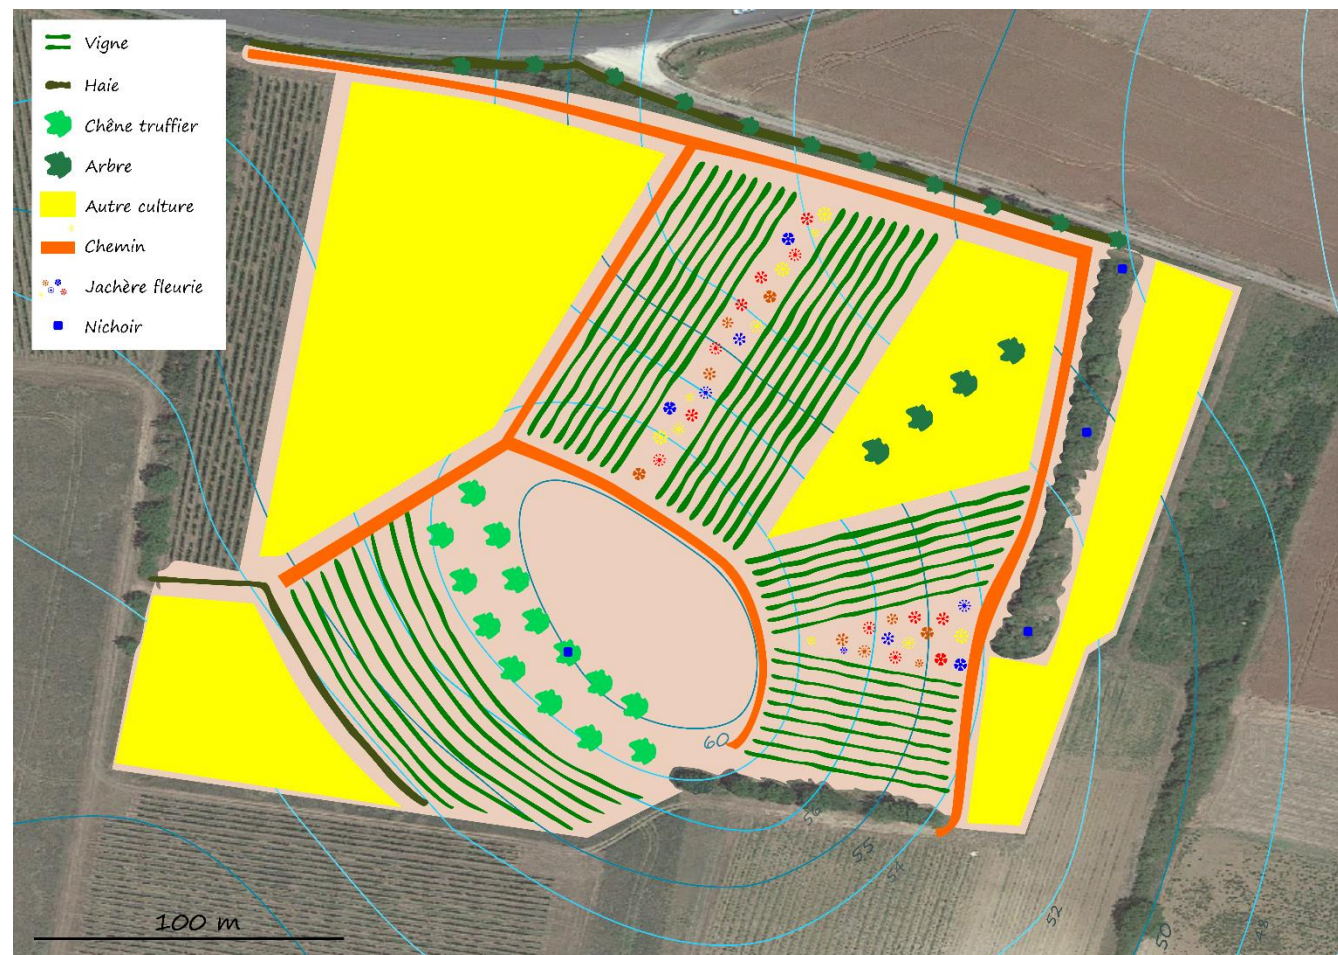 Vigne
Haie
Chêne truffier
Arbre
Autre culture
Chemin
Jachère fleurie
Nichoir
60
56
55
54
52
50
48
100 m